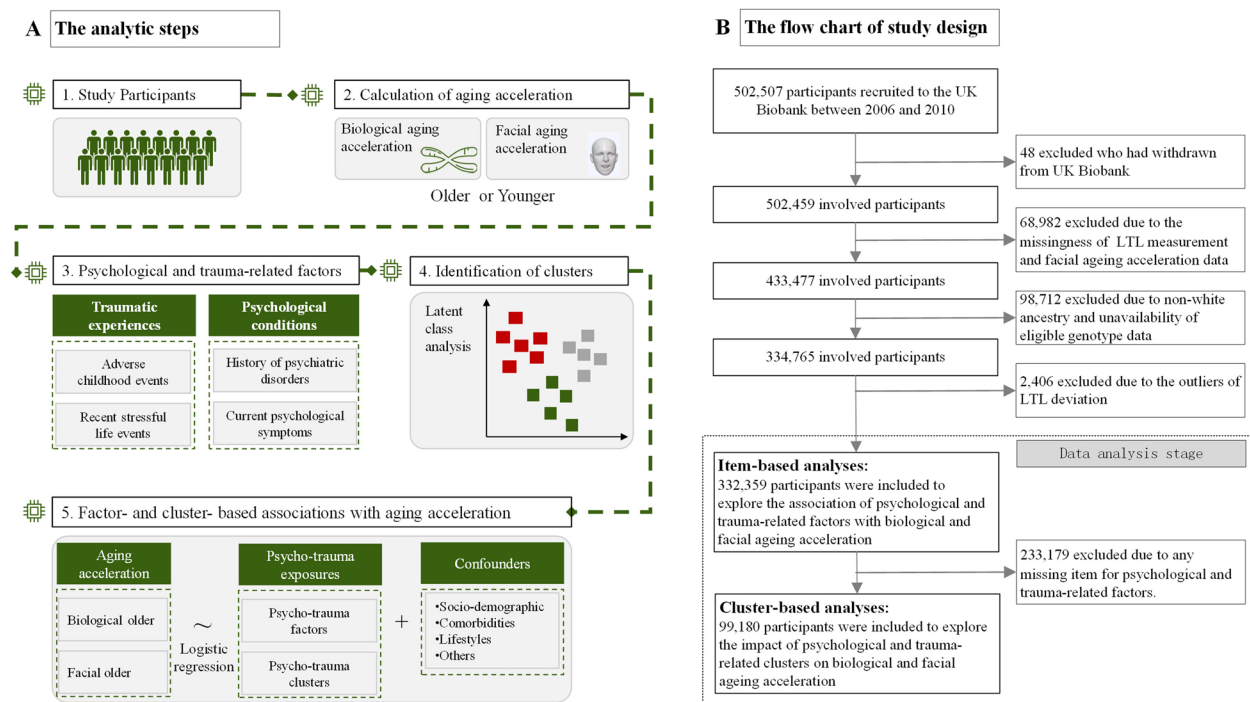 A The analytic steps
1. Study Participants
2. Calculation of aging acceleration
Biological aging
acceleration
Facial aging
acceleration
Older or Younger
3. Psychological and trauma-related factors
Traumatic
experiences
Adverse
childhood events
Recent stressful
life events
Psychological
conditions
History of psychiatric
disorders
Current psychological
symptoms
4. Identification of clusters
Latent
class
analysis
5. Factor- and cluster- based associations with aging acceleration
Aging
acceleration
Biological older
Facial older
~
Logistic
regression
Psycho-trauma
exposures
Psycho-trauma
factors
Psycho-trauma
clusters
+
Confounders
•Socio-demographic
•Comorbidities
•Lifestyles
•Others
B The flow chart of study design
502,507 participants recruited to the UK
Biobank between 2006 and 2010
48 excluded who had withdrawn
from UK Biobank
502,459 involved participants
68,982 excluded due to the
missingness of LTL measurement
and facial ageing acceleration data
433,477 involved participants
98,712 excluded due to non-white
ancestry and unavailability of
eligible genotype data
334,765 involved participants
2,406 excluded due to the outliers of
LTL deviation
Data analysis stage
Item-based analyses:
332,359 participants were included to
explore the association of psychological and
trauma-related factors with biological and
facial ageing acceleration
233,179 excluded due to any
missing item for psychological and
trauma-related factors.
Cluster-based analyses:
99,180 participants were included to explore
the impact of psychological and trauma-
related clusters on biological and facial
ageing acceleration